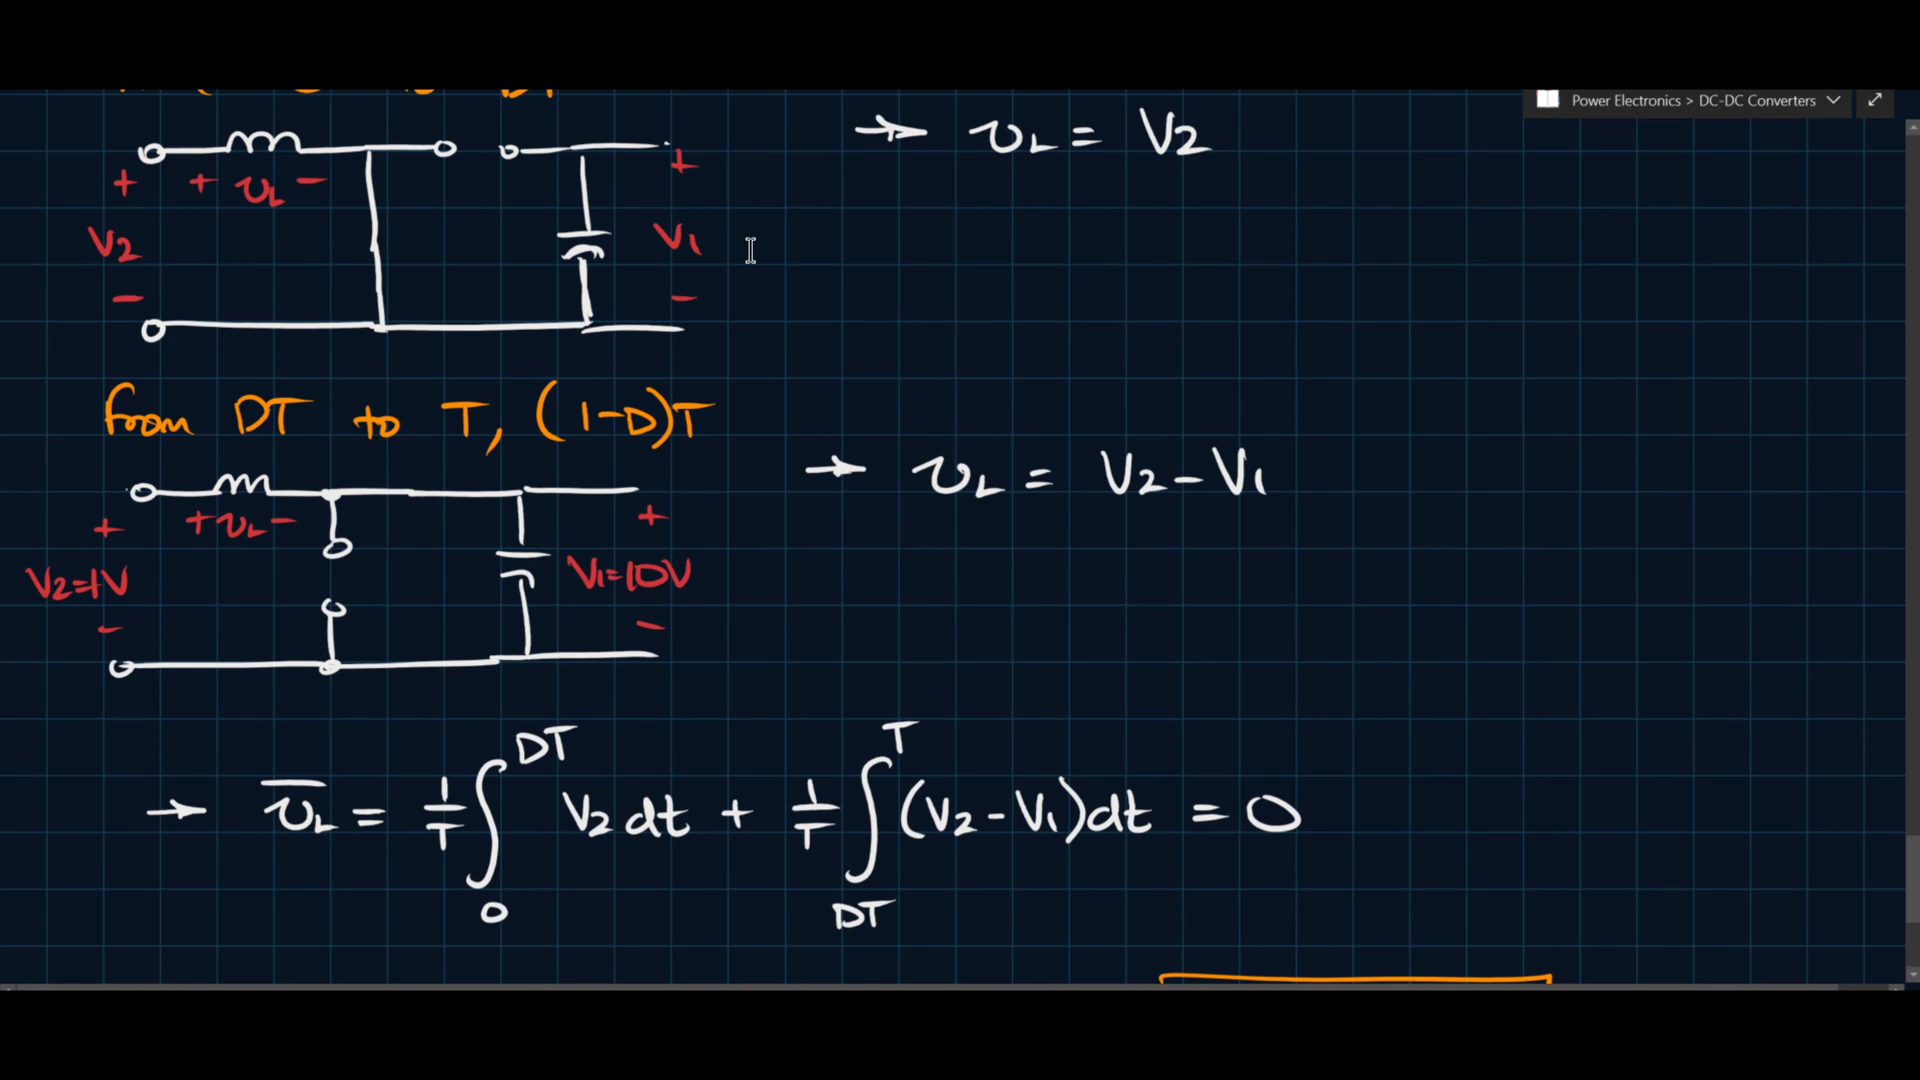 Power Electronics > DC-DC Converters
→ vL = V2
+ + vL - +
V2 V1
- -
from DT to T, (1-D)T
→ vL = V2 - V1
+ + vL - +
V2=1V V1=10V
- -
→ v̅L = 1/T ∫₀^DT V2 dt + 1/T ∫_DT^T (V2 - V1)dt = 0